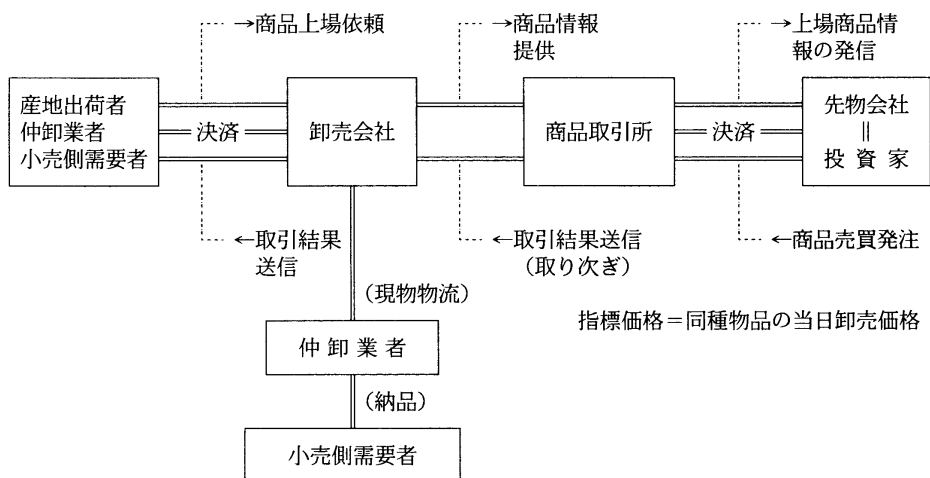 →商品上場依頼
→商品情報
提供
→上場商品情
報の発信
産地出荷者
仲卸業者
小売側需要者
決済
卸売会社
商品取引所
決済
先物会社
＝
投資家
←取引結果
送信
←取引結果送信
（取り次ぎ）
←商品売買発注
（現物物流）
指標価格＝同種物品の当日卸売価格
仲卸業者
（納品）
小売側需要者